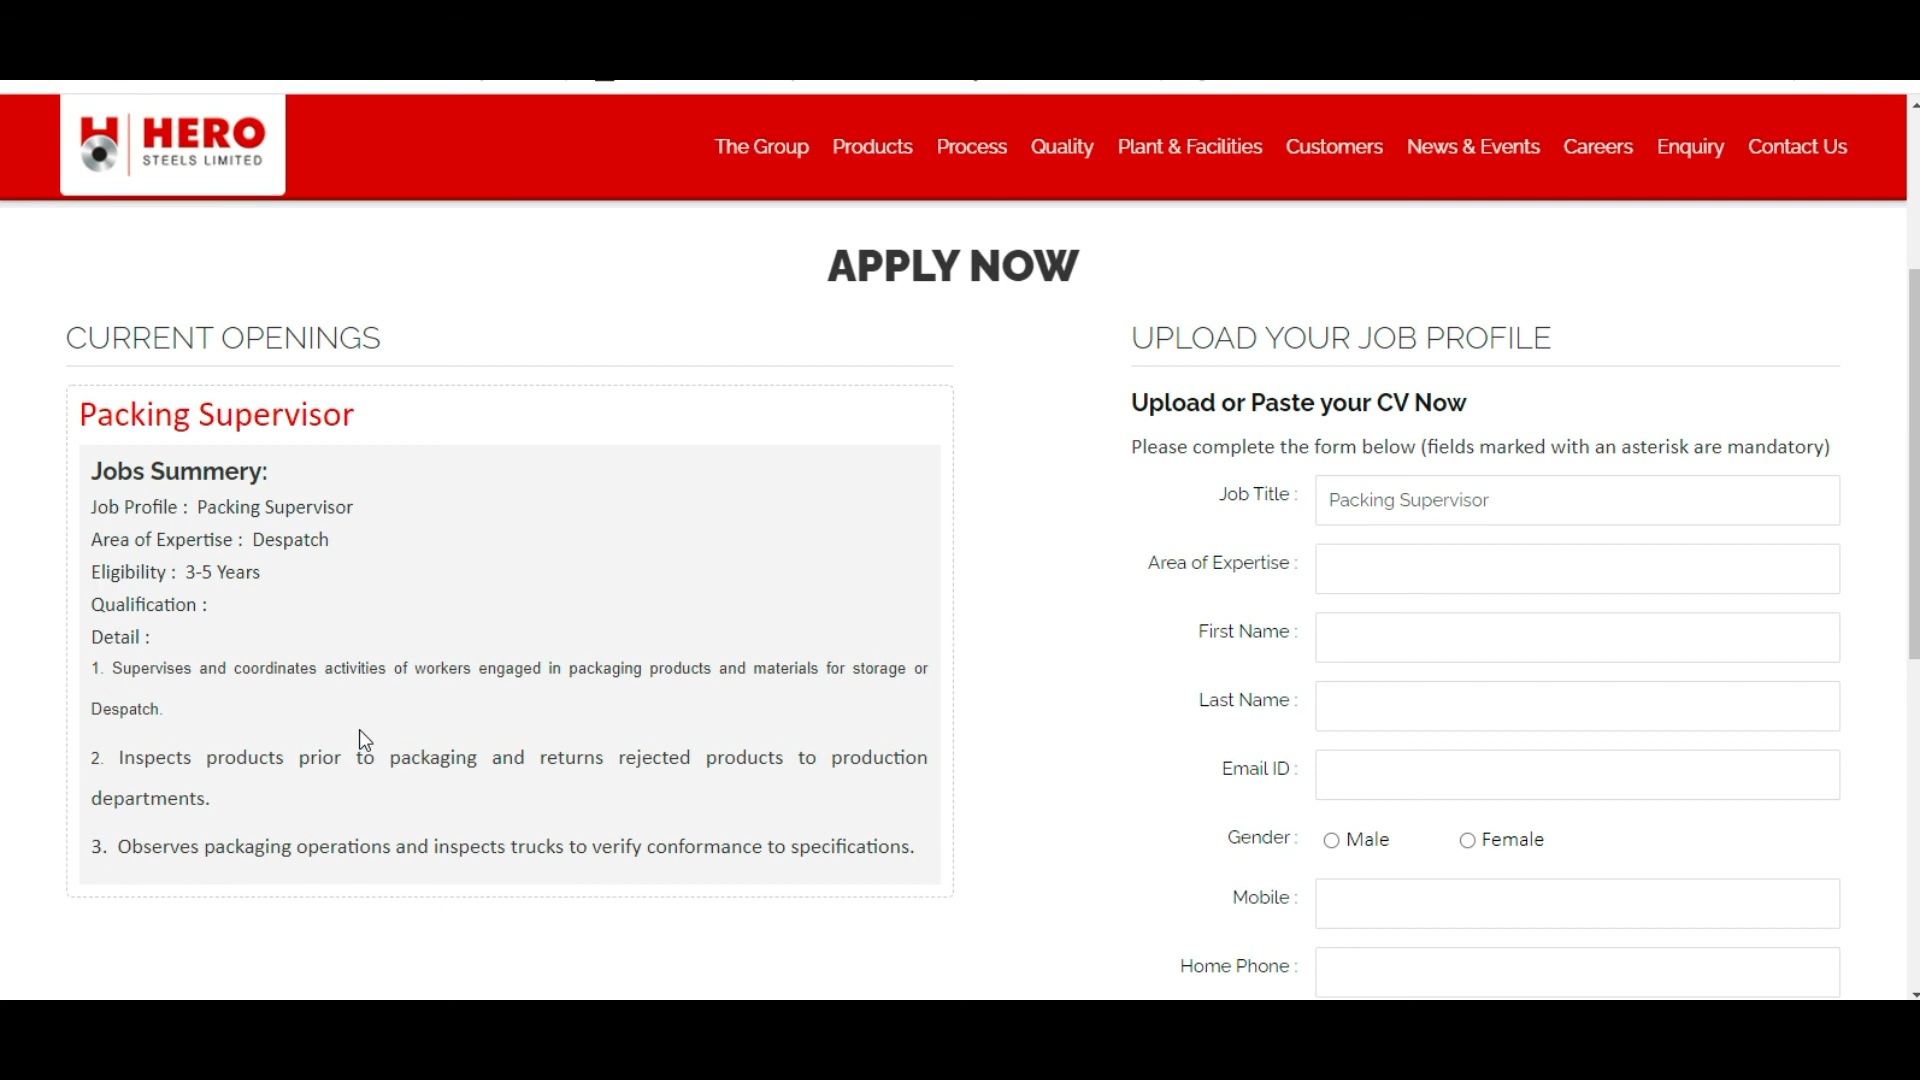 HERO
STEELS LIMITED
The Group Products Process Quality Plant & Facilities Customers News & Events Careers Enquiry Contact Us
APPLY NOW
CURRENT OPENINGS
Packing Supervisor
Jobs Summery:
Job Profile : Packing Supervisor
Area of Expertise : Despatch
Eligibility : 3-5 Years
Qualification :
Detail :
1. Supervises and coordinates activities of workers engaged in packaging products and materials for storage or
Despatch.
2. Inspects products prior to packaging and returns rejected products to production
departments.
3. Observes packaging operations and inspects trucks to verify conformance to specifications.
UPLOAD YOUR JOB PROFILE
Upload or Paste your CV Now
Please complete the form below (fields marked with an asterisk are mandatory)
Job Title : Packing Supervisor
Area of Expertise :
First Name :
Last Name :
Email ID :
Gender : Male Female
Mobile :
Home Phone :